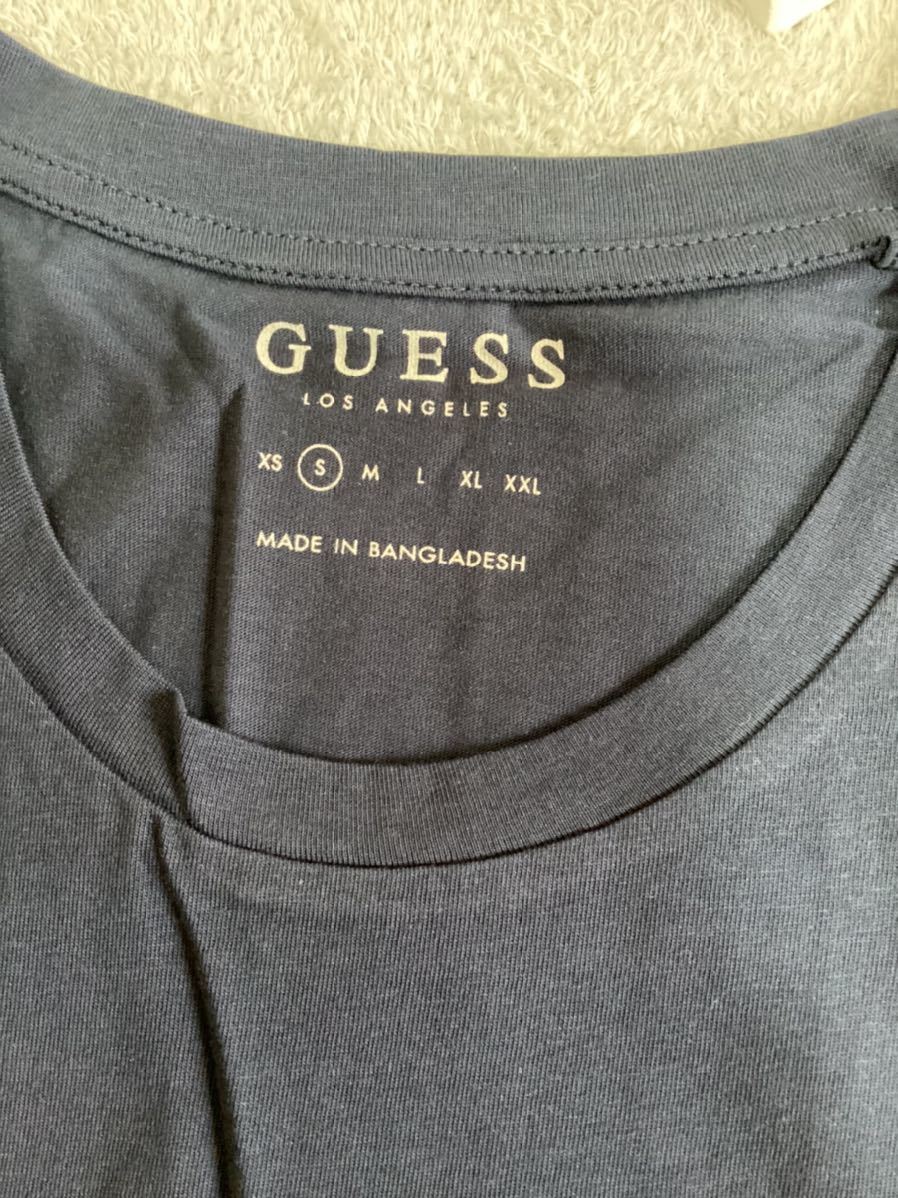 GUESS
LOS ANGELES
XS S M L XL XXL
MADE IN BANGLADESH